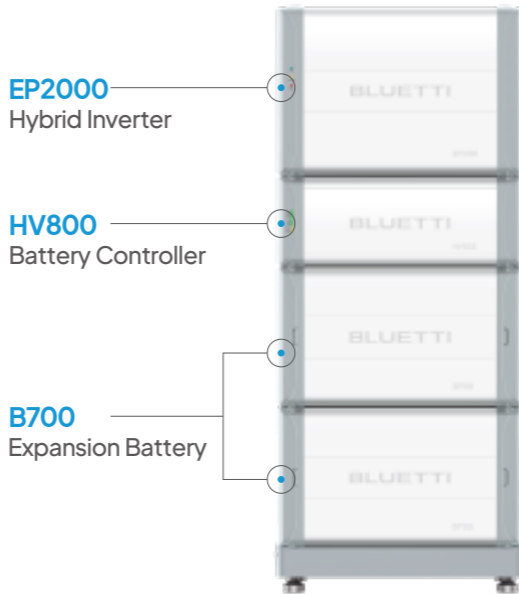 EP2000
Hybrid Inverter
BLUETTI
HV800
Battery Controller
BLUETTI
BLUETTI
B700
Expansion Battery
BLUETTI